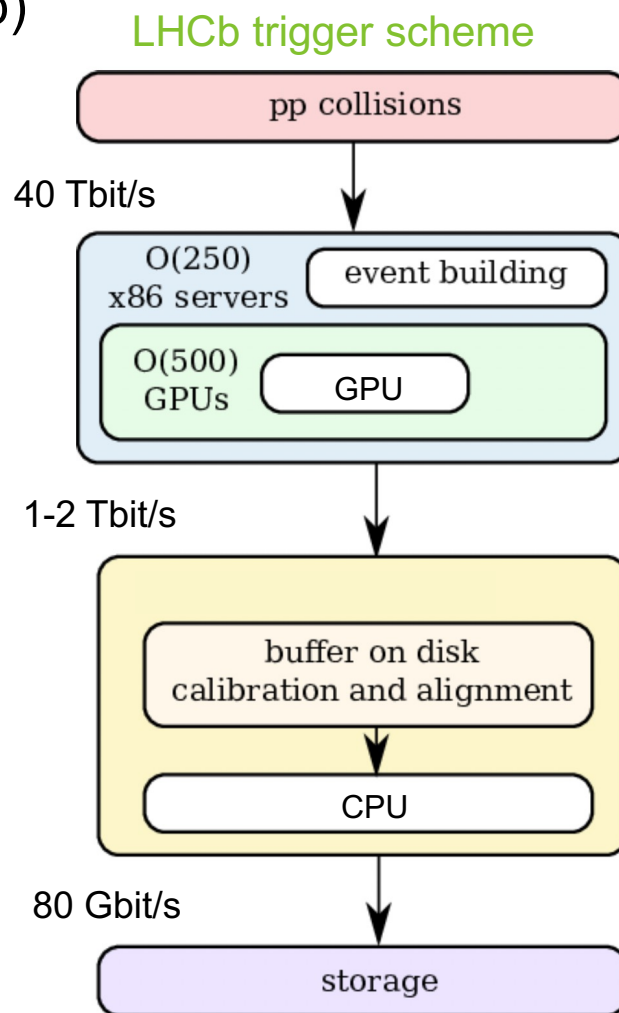 LHCb trigger scheme
pp collisions
40 Tbit/s
O(250)
x86 servers
event building
O(500)
GPUs
GPU
1-2 Tbit/s
buffer on disk
calibration and alignment
CPU
80 Gbit/s
storage